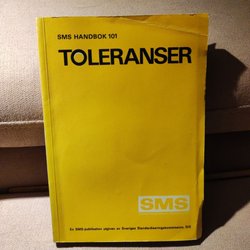 SMS HANDBOK 101
TOLERANSER
SMS
En SMS-publikation utgiven av Sveriges Standardiseringskommission, SIS